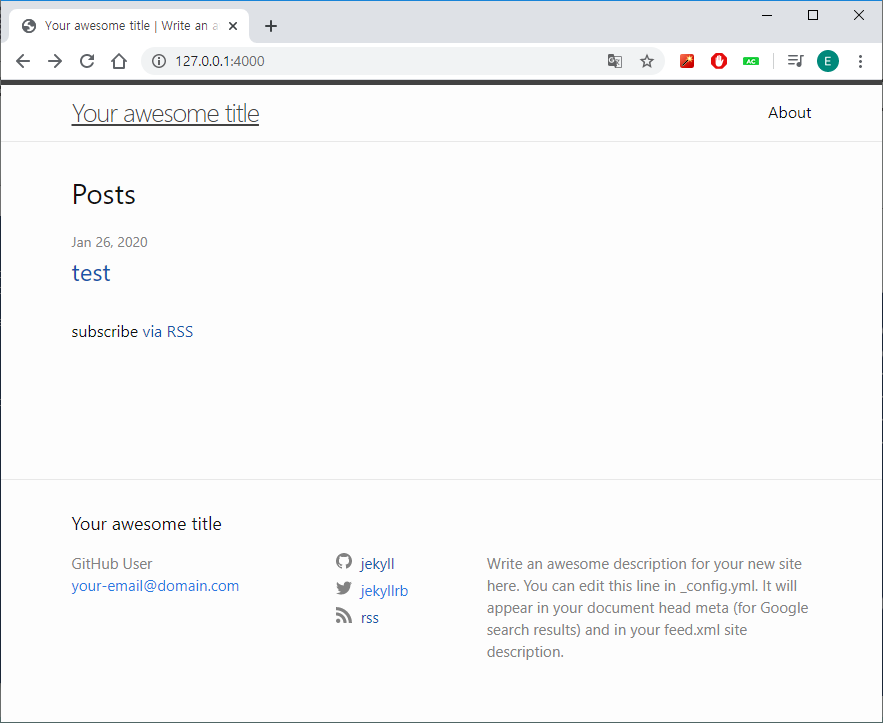 Your awesome title | Write an a
127.0.0.1:4000
AC
E
Your awesome title
About
Posts
Jan 26, 2020
test
subscribe via RSS
Your awesome title
GitHub User
your-email@domain.com
jekyll
jekyllrb
rss
Write an awesome description for your new site
here. You can edit this line in _config.yml. It will
appear in your document head meta (for Google
search results) and in your feed.xml site
description.